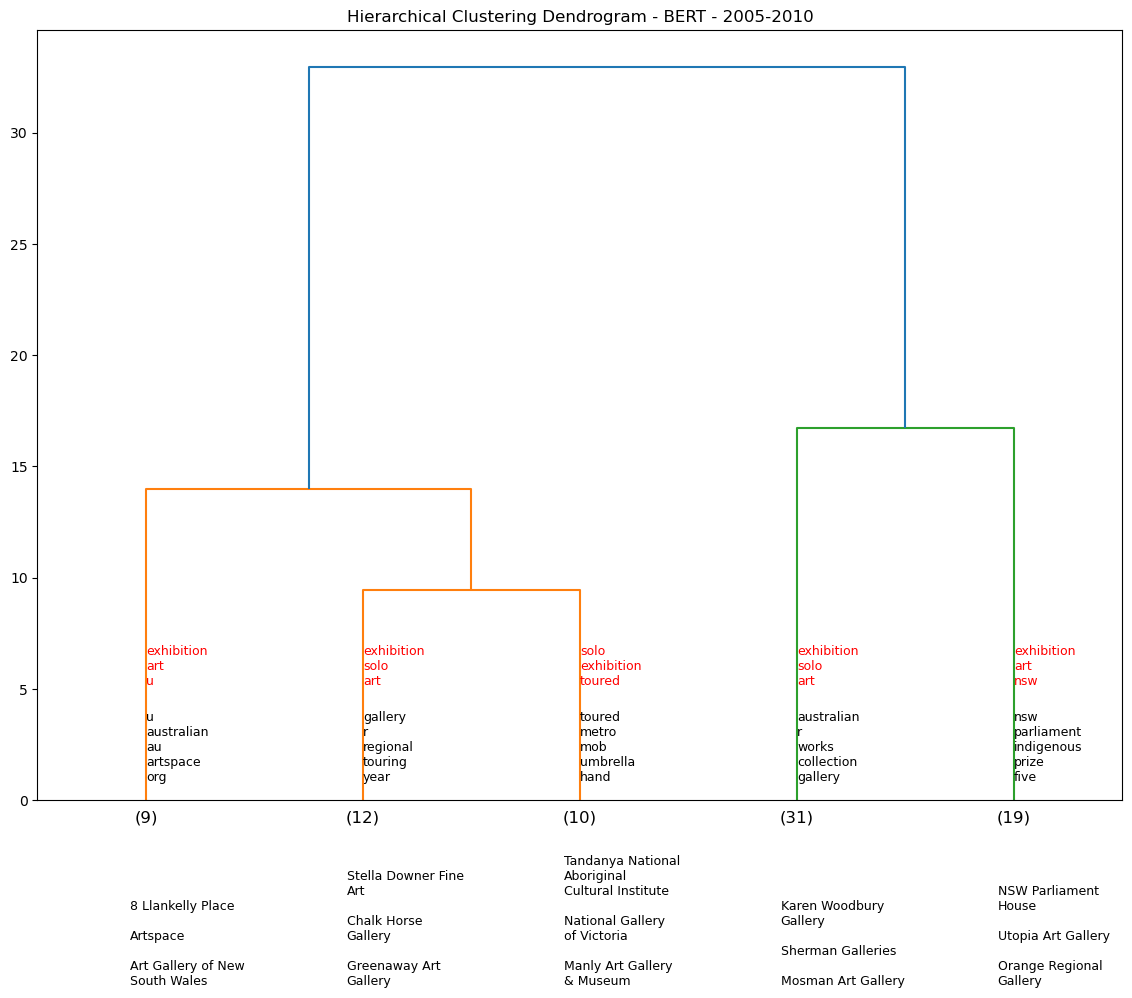 Hierarchical Clustering Dendrogram - BERT - 2005-2010
30
25
20
15
10
5
0
exhibition
art
u
u
australian
au
artspace
org
exhibition
solo
art
gallery
r
regional
touring
year
solo
exhibition
toured
toured
metro
mob
umbrella
hand
exhibition
solo
art
australian
r
works
collection
gallery
exhibition
art
nsw
nsw
parliament
indigenous
prize
five
(9)
(12)
(10)
(31)
(19)
8 Llankelly Place
Artspace
Art Gallery of New
South Wales
Stella Downer Fine
Art
Chalk Horse
Gallery
Greenaway Art
Gallery
Tandanya National
Aboriginal
Cultural Institute
National Gallery
of Victoria
Manly Art Gallery
& Museum
Karen Woodbury
Gallery
Sherman Galleries
Mosman Art Gallery
NSW Parliament
House
Utopia Art Gallery
Orange Regional
Gallery